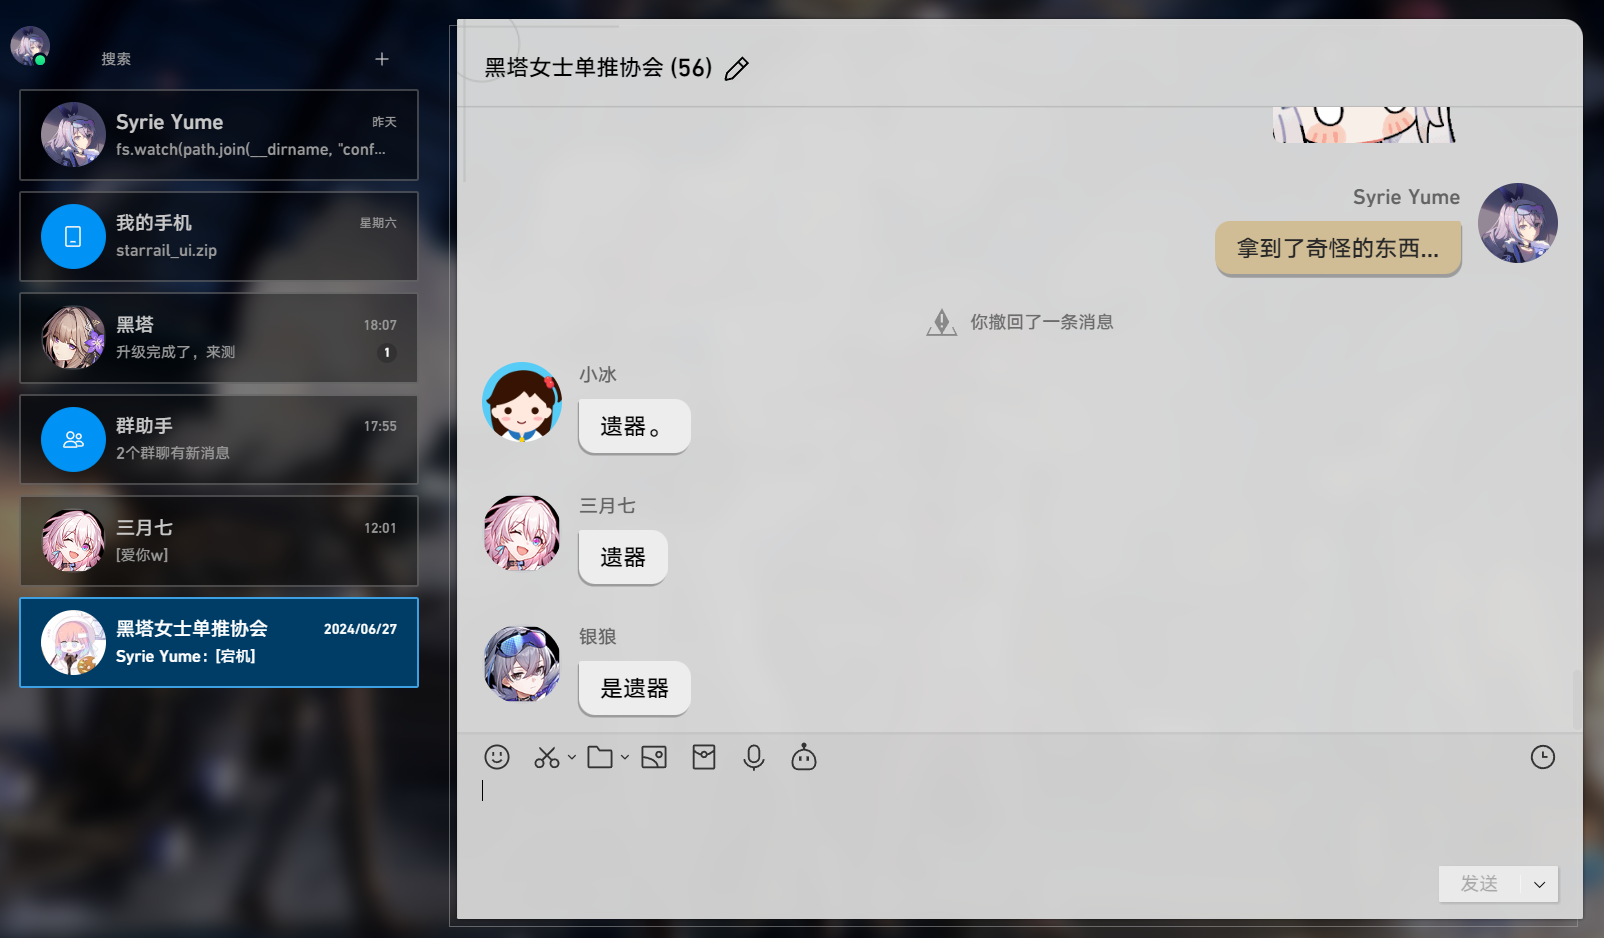 搜索
Syrie Yume
昨天
fs.watch(path.join(__dirname, "conf...
我的手机
星期六
starrail_ui.zip
黑塔
18:07
升级完成了，来测
1
群助手
17:55
2个群聊有新消息
三月七
12:01
[爱你w]
黑塔女士单推协会
2024/06/27
Syrie Yume：[宕机]
黑塔女士单推协会 (56)
Syrie Yume
拿到了奇怪的东西...
你撤回了一条消息
小冰
遗器。
三月七
遗器
银狼
是遗器
发送